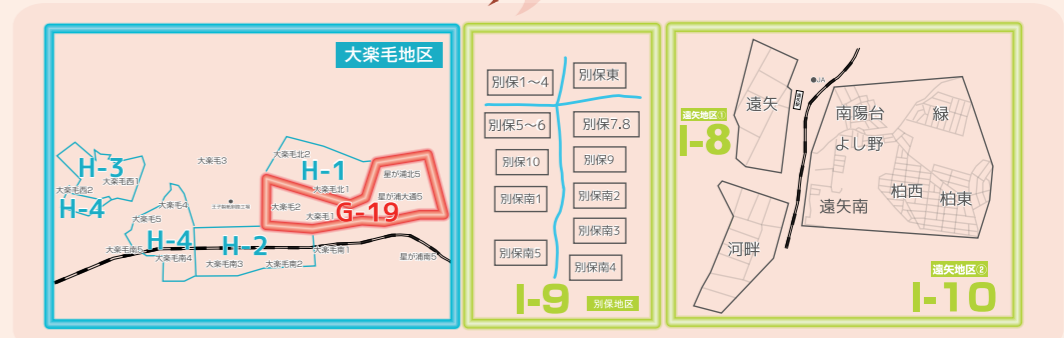 大楽毛地区
大楽毛北2
H-1
大楽毛北1
大楽毛3
星が浦北5
星が浦大通5
H-3
大楽毛西1
大楽毛西2
H-4
大楽毛4
大楽毛5
大楽毛2
大楽毛1
G-19
H-4
H-2
大楽毛南5
大楽毛南4
大楽毛南3
大楽毛南2
大楽毛南1
星が浦南5
別保1〜4
別保東
別保5〜6
別保7.8
別保10
別保9
別保南1
別保南2
別保南3
別保南5
別保南4
I-9
別保地区
遠矢
JA
遠矢地区①
I-8
河畔
南陽台
よし野
緑
柏西
柏東
遠矢南
遠矢地区②
I-10